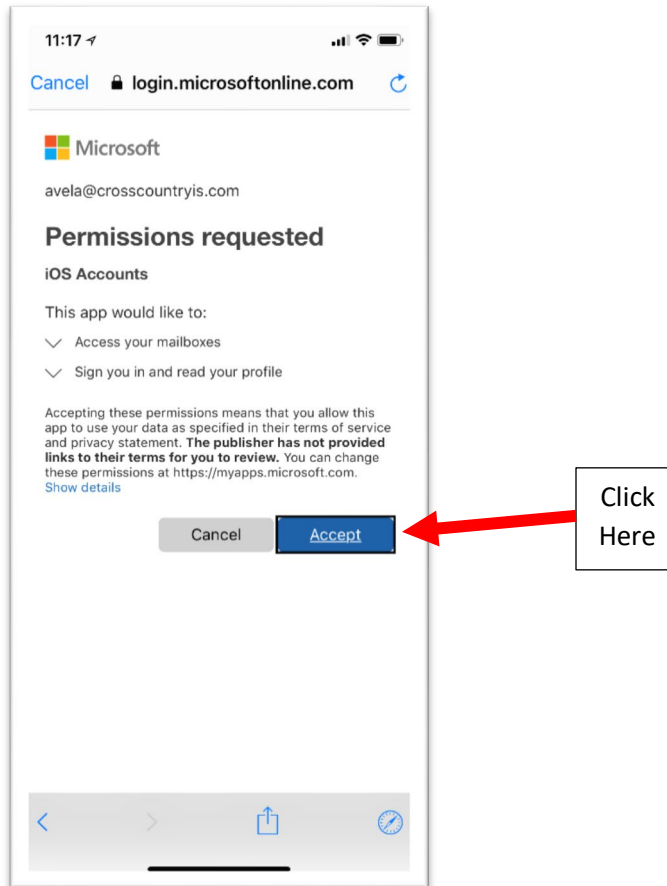 11:17
Cancel login.microsoftonline.com
Microsoft
avela@crosscountryis.com
Permissions requested
iOS Accounts
This app would like to:
Access your mailboxes
Sign you in and read your profile
Accepting these permissions means that you allow this
app to use your data as specified in their terms of service
and privacy statement. The publisher has not provided
links to their terms for you to review. You can change
these permissions at https://myapps.microsoft.com.
Show details
Cancel Accept
Click
Here